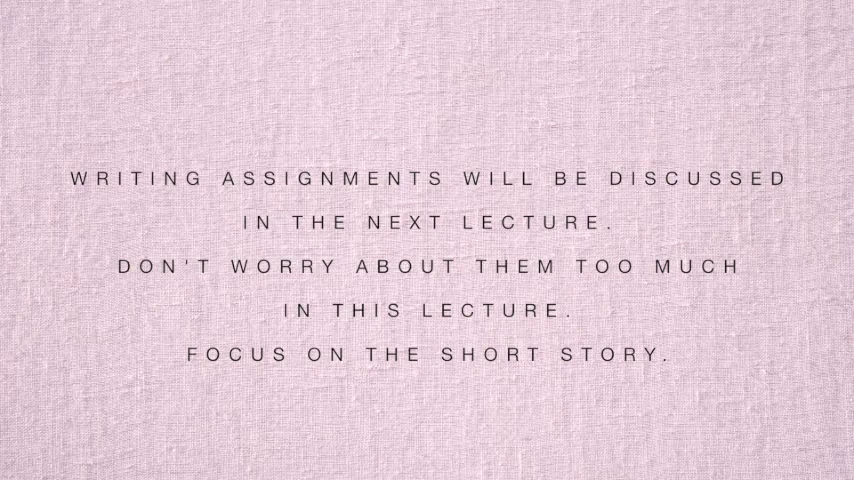 WRITING ASSIGNMENTS WILL BE DISCUSSED
IN THE NEXT LECTURE.
DON'T WORRY ABOUT THEM TOO MUCH
IN THIS LECTURE.
FOCUS ON THE SHORT STORY.